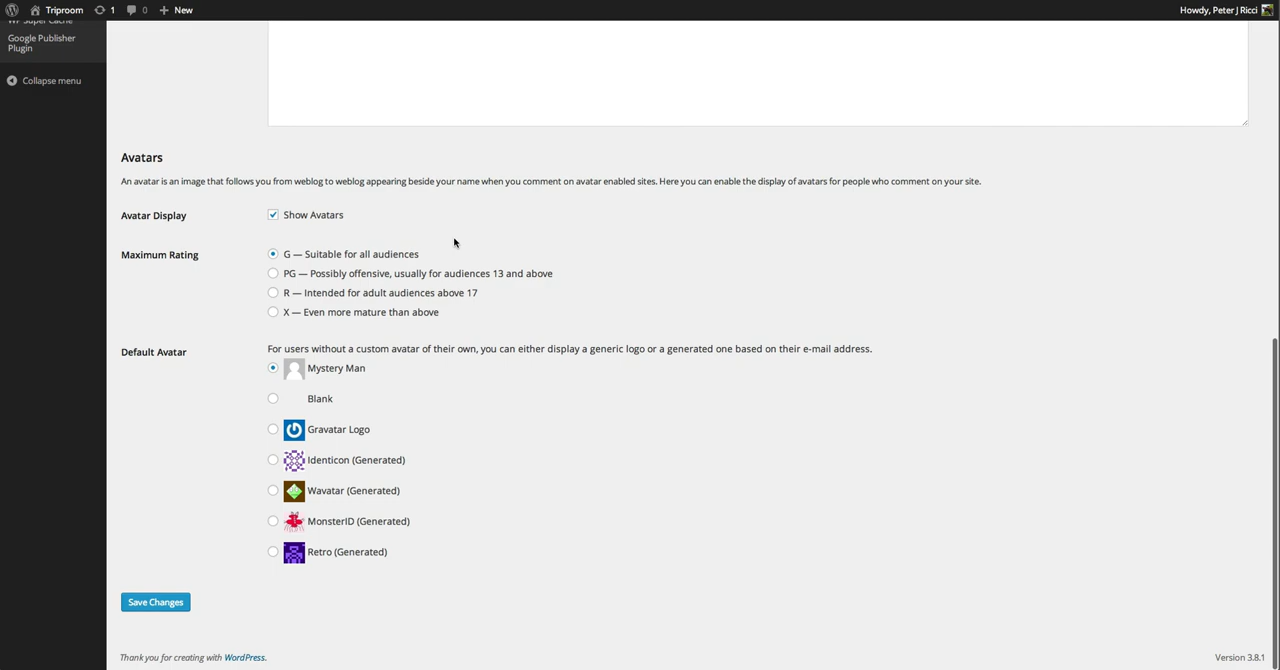 Triproom 1 0 New Howdy, Peter J Ricci
WP Super Cache
Google Publisher
Plugin
Collapse menu
Avatars
An avatar is an image that follows you from weblog to weblog appearing beside your name when you comment on avatar enabled sites. Here you can enable the display of avatars for people who comment on your site.
Avatar Display Show Avatars
Maximum Rating G — Suitable for all audiences
PG — Possibly offensive, usually for audiences 13 and above
R — Intended for adult audiences above 17
X — Even more mature than above
Default Avatar For users without a custom avatar of their own, you can either display a generic logo or a generated one based on their e-mail address.
Mystery Man
Blank
Gravatar Logo
Identicon (Generated)
Wavatar (Generated)
MonsterID (Generated)
Retro (Generated)
Save Changes
Thank you for creating with WordPress. Version 3.8.1